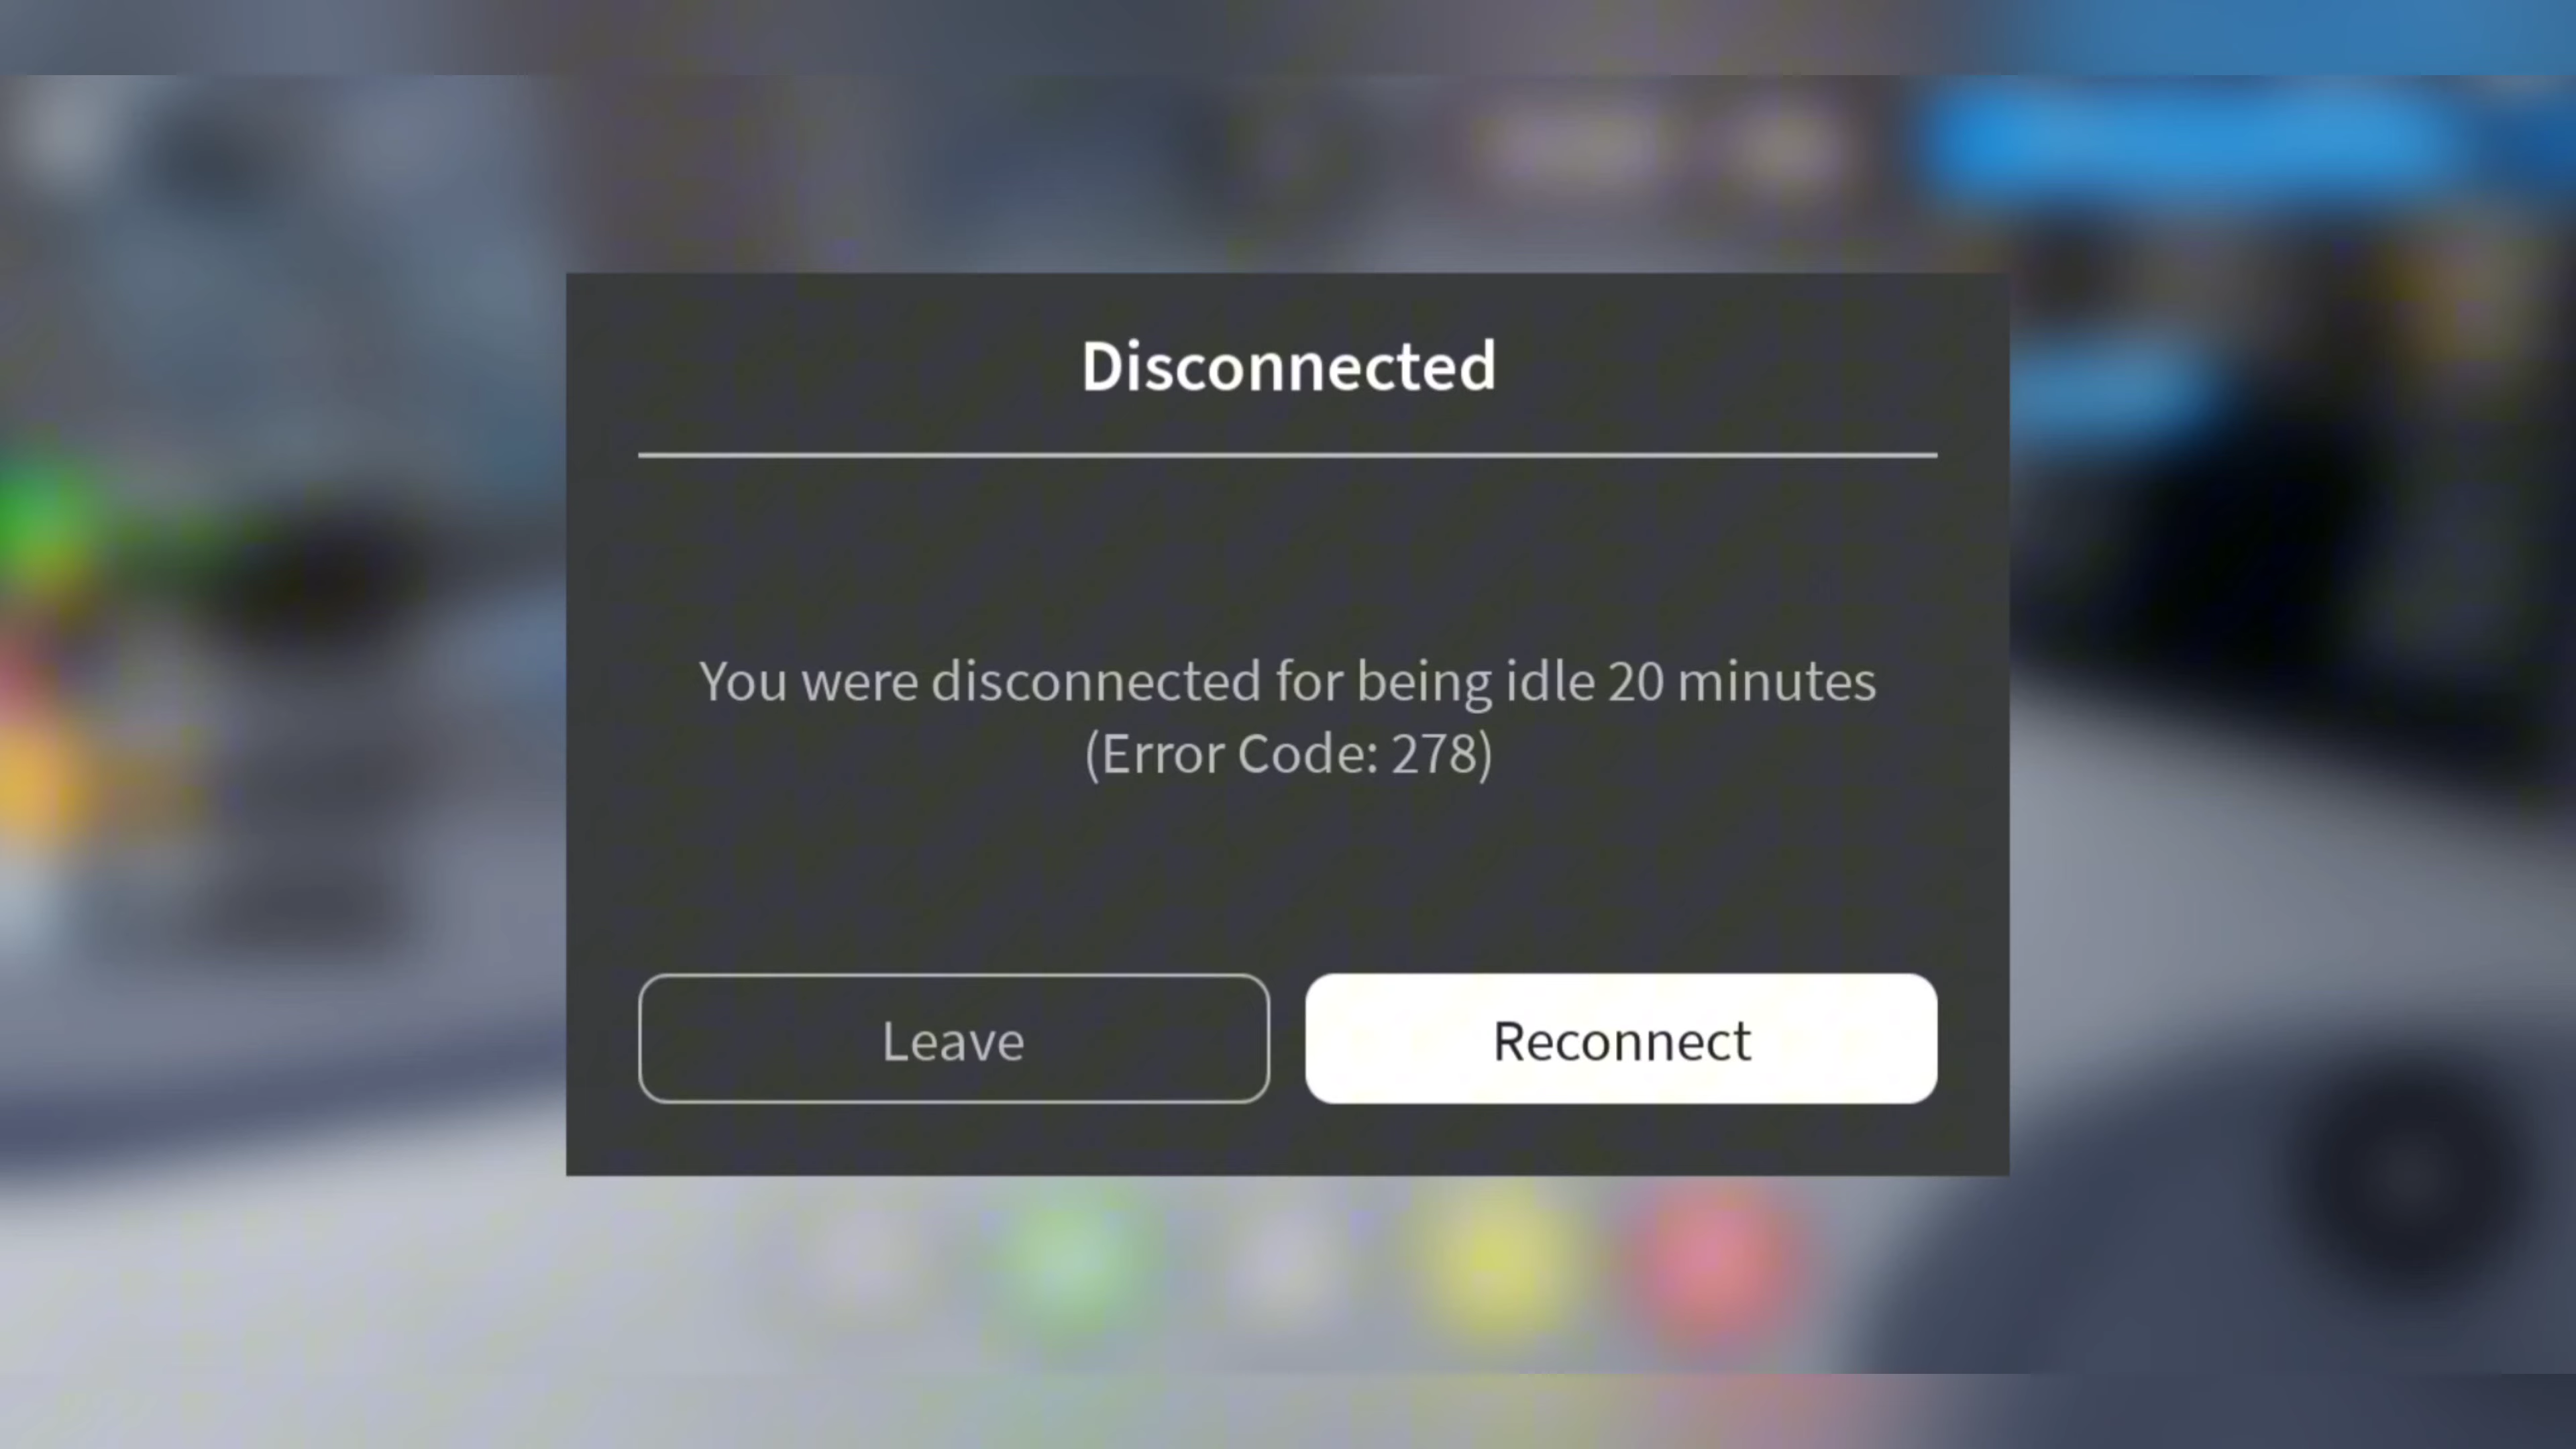 Disconnected
You were disconnected for being idle 20 minutes
(Error Code: 278)
Leave
Reconnect